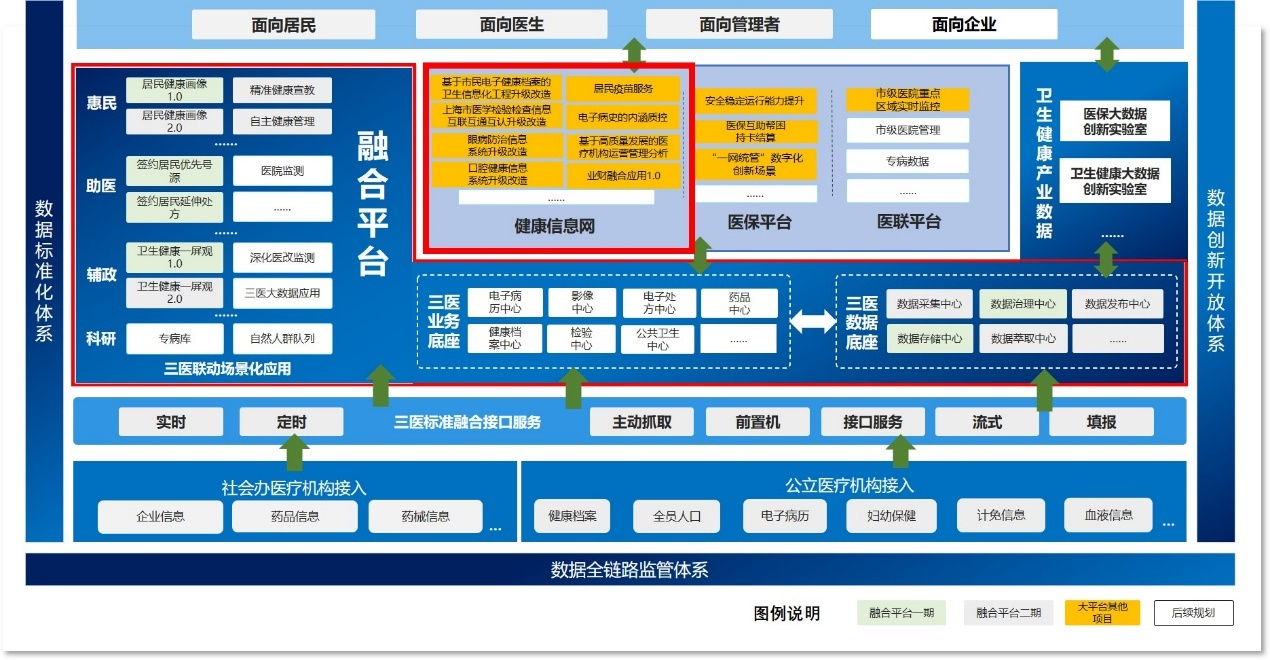 面向居民
面向医生
面向管理者
面向企业
数据标准化体系
惠民
居民健康画像
1.0
精准健康宣教
居民健康画像
2.0
自主健康管理
......
助医
签约居民优先号
源
医院监测
签约居民延伸处
方
......
......
辅政
卫生健康一屏观
1.0
深化医改监测
卫生健康一屏观
2.0
三医大数据应用
......
科研
专病库
自然人群队列
三医联动场景化应用
融合平台
基于市民电子健康档案的
卫生信息化工程升级改造
居民疫苗服务
上海市医学检验检查信息
互联互通互认升级改造
电子病史的内涵质控
眼病防治信息
系统升级改造
基于高质量发展的医
疗机构运营管理分析
口腔健康信息
系统升级改造
业财融合应用1.0
......
健康信息网
安全稳定运行能力提升
医保互助帮困
持卡结算
“一网统管”数字化
创新场景
......
医保平台
市级医院重点
区域实时监控
市级医院管理
专病数据
......
医联平台
卫生健康产业数据
医保大数据
创新实验室
卫生健康大数据
创新实验室
......
数据创新开放体系
三医
业务
底座
电子病
历中心
影像
中心
电子处
方中心
药品
中心
健康档
案中心
检验
中心
公共卫生
中心
......
三医
数据
底座
数据采集中心
数据治理中心
数据发布中心
数据存储中心
数据萃取中心
......
实时
定时
三医标准融合接口服务
主动抓取
前置机
接口服务
流式
填报
社会办医疗机构接入
企业信息
药品信息
药械信息
...
公立医疗机构接入
健康档案
全员人口
电子病历
妇幼保健
计免信息
血液信息
...
数据全链路监管体系
图例说明
融合平台一期
融合平台二期
大平台其他
项目
后续规划